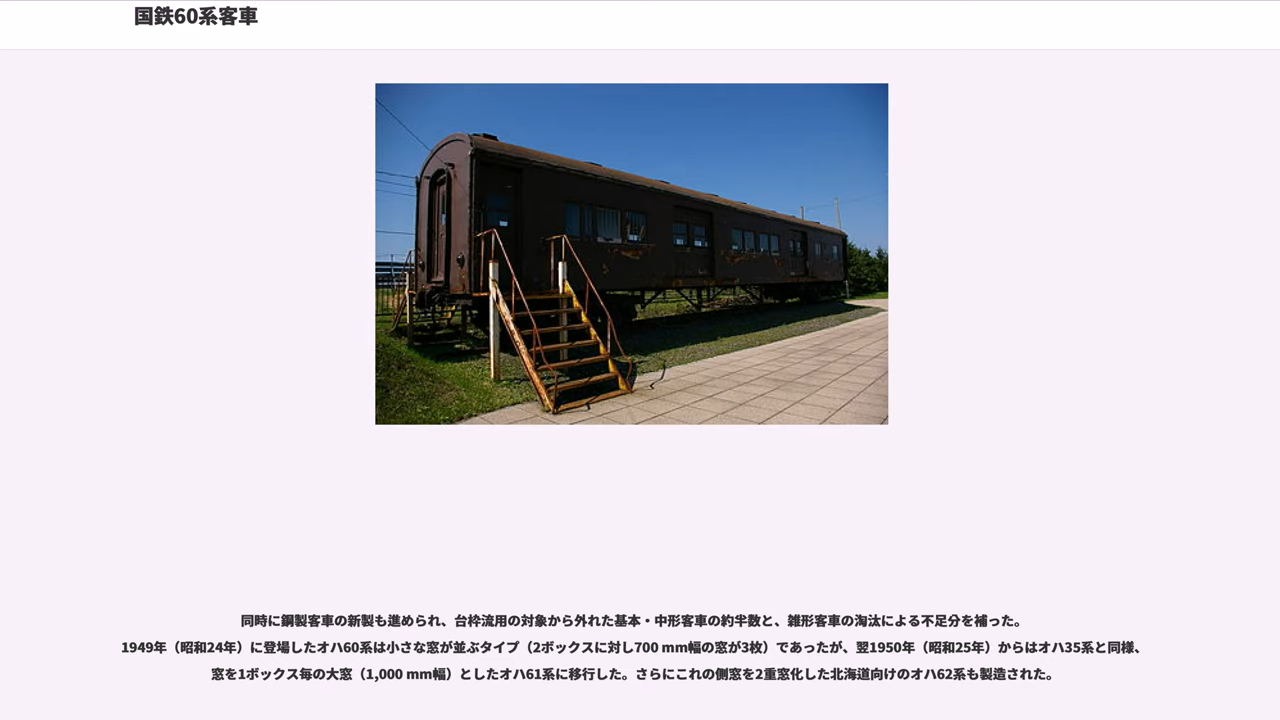 国鉄60系客車
同時に鋼製客車の新製も進められ、台枠流用の対象から外れた基本・中形客車の約半数と、雑形客車の淘汰による不足分を補った。
1949年（昭和24年）に登場したオハ60系は小さな窓が並ぶタイプ（2ボックスに対し700 mm幅の窓が3枚）であったが、翌1950年（昭和25年）からはオハ35系と同様、
窓を1ボックス毎の大窓（1,000 mm幅）としたオハ61系に移行した。さらにこれの側窓を2重窓化した北海道向けのオハ62系も製造された。